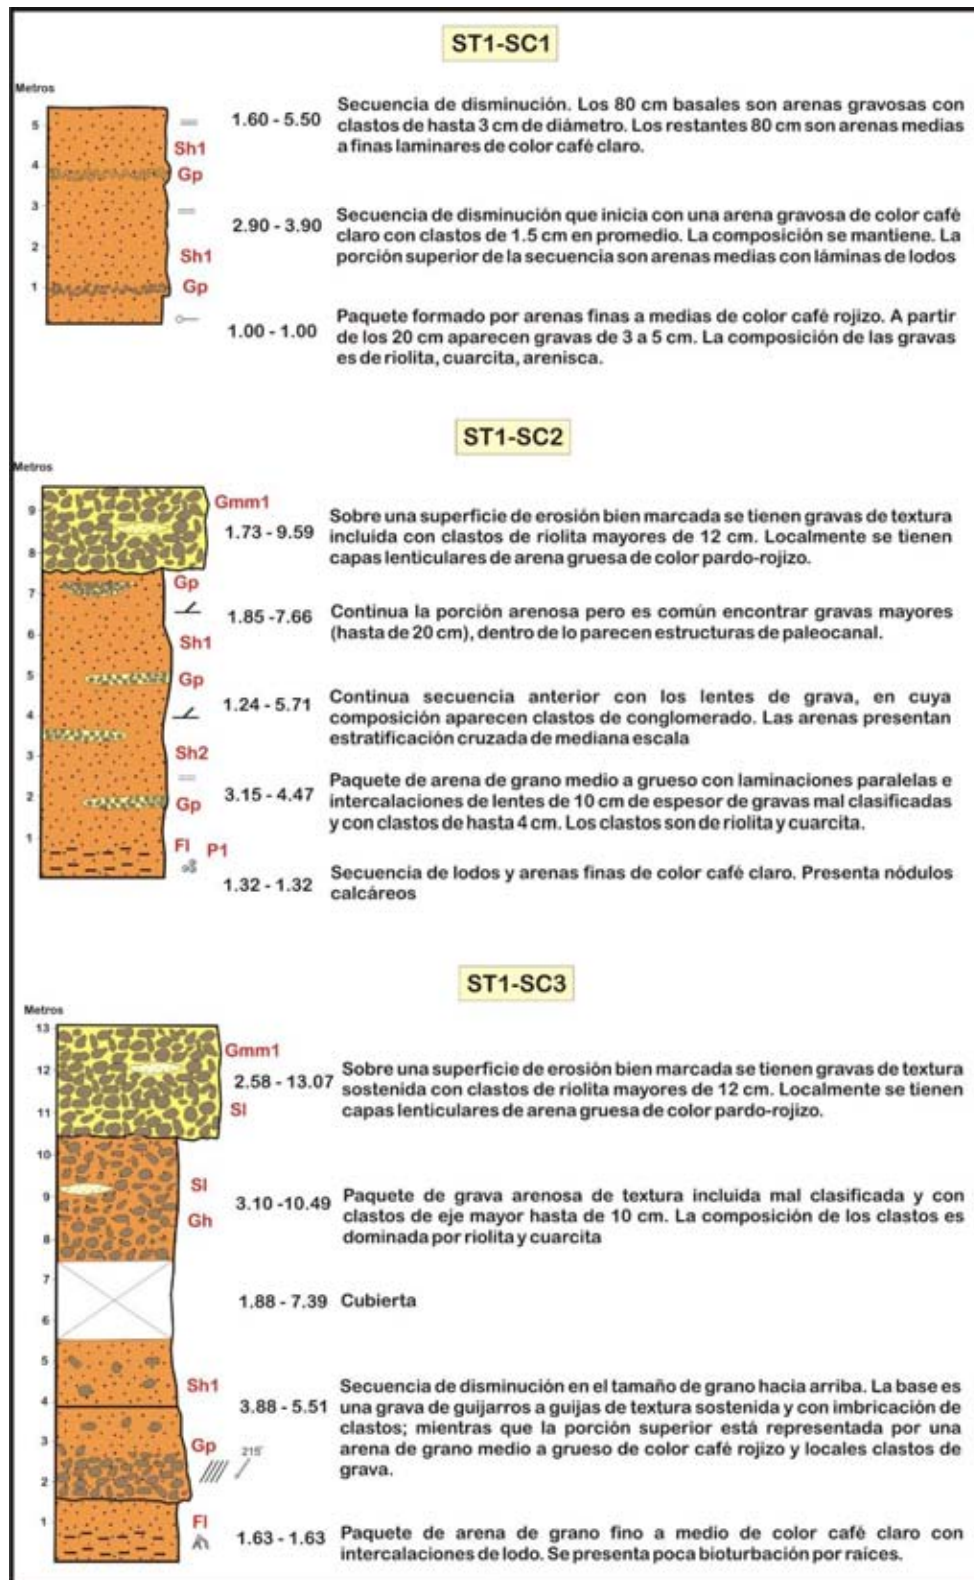 ST1-SC1
Metros
5
4
3
2
1
Sh1
Gp
Sh1
Gp
1.60 - 5.50
Secuencia de disminución. Los 80 cm basales son arenas gravosas con
clastos de hasta 3 cm de diámetro. Los restantes 80 cm son arenas medias
a finas laminares de color café claro.
2.90 - 3.90
Secuencia de disminución que inicia con una arena gravosa de color café
claro con clastos de 1.5 cm en promedio. La composición se mantiene. La
porción superior de la secuencia son arenas medias con láminas de lodos
1.00 - 1.00
Paquete formado por arenas finas a medias de color café rojizo. A partir
de los 20 cm aparecen gravas de 3 a 5 cm. La composición de las gravas
es de riolita, cuarcita, arenisca.
ST1-SC2
Metros
9
8
7
6
5
4
3
2
1
Gmm1
Gp
Sh1
Gp
Sh2
Gp
Fl P1
1.73 - 9.59
Sobre una superficie de erosión bien marcada se tienen gravas de textura
incluida con clastos de riolita mayores de 12 cm. Localmente se tienen
capas lenticulares de arena gruesa de color pardo-rojizo.
1.85 -7.66
Continua la porción arenosa pero es común encontrar gravas mayores
(hasta de 20 cm), dentro de lo parecen estructuras de paleocanal.
1.24 - 5.71
Continua secuencia anterior con los lentes de grava, en cuya
composición aparecen clastos de conglomerado. Las arenas presentan
estratificación cruzada de mediana escala
3.15 - 4.47
Paquete de arena de grano medio a grueso con laminaciones paralelas e
intercalaciones de lentes de 10 cm de espesor de gravas mal clasificadas
y con clastos de hasta 4 cm. Los clastos son de riolita y cuarcita.
1.32 - 1.32
Secuencia de lodos y arenas finas de color café claro. Presenta nódulos
calcáreos
ST1-SC3
Metros
13
12
11
10
9
8
7
6
5
4
3
2
1
Gmm1
Sl
Sl
Gh
Sh1
Gp
215°
Fl
2.58 - 13.07
Sobre una superficie de erosión bien marcada se tienen gravas de textura
sostenida con clastos de riolita mayores de 12 cm. Localmente se tienen
capas lenticulares de arena gruesa de color pardo-rojizo.
3.10 -10.49
Paquete de grava arenosa de textura incluida mal clasificada y con
clastos de eje mayor hasta de 10 cm. La composición de los clastos es
dominada por riolita y cuarcita
1.88 - 7.39 Cubierta
3.88 - 5.51
Secuencia de disminución en el tamaño de grano hacia arriba. La base es
una grava de guijarros a guijas de textura sostenida y con imbricación de
clastos; mientras que la porción superior está representada por una
arena de grano medio a grueso de color café rojizo y locales clastos de
grava.
1.63 - 1.63
Paquete de arena de grano fino a medio de color café claro con
intercalaciones de lodo. Se presenta poca bioturbación por raíces.